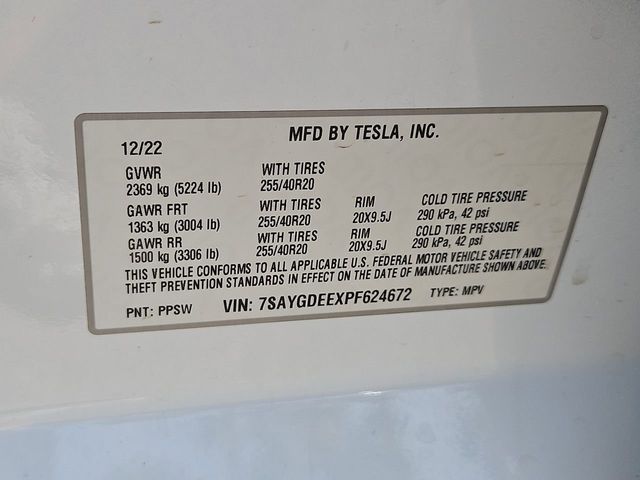 MFD BY TESLA, INC.
12/22
GVWR WITH TIRES
2369 kg (5224 lb) 255/40R20
GAWR FRT WITH TIRES RIM COLD TIRE PRESSURE
1363 kg (3004 lb) 255/40R20 20X9.5J 290 kPa, 42 psi
GAWR RR WITH TIRES RIM COLD TIRE PRESSURE
1500 kg (3306 lb) 255/40R20 20X9.5J 290 kPa, 42 psi
THIS VEHICLE CONFORMS TO ALL APPLICABLE U.S. FEDERAL MOTOR VEHICLE SAFETY AND
THEFT PREVENTION STANDARDS IN EFFECT ON THE DATE OF MANUFACTURE SHOWN ABOVE.
PNT: PPSW VIN: 7SAYGDEEXPF624672 TYPE: MPV